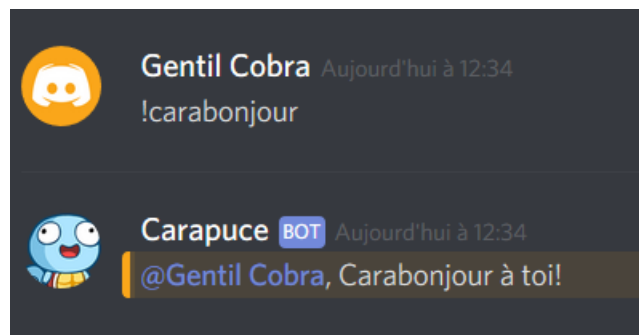 Gentil Cobra Aujourd'hui à 12:34
!carabonjour
Carapuce BOT Aujourd'hui à 12:34
@Gentil Cobra, Carabonjour à toi!